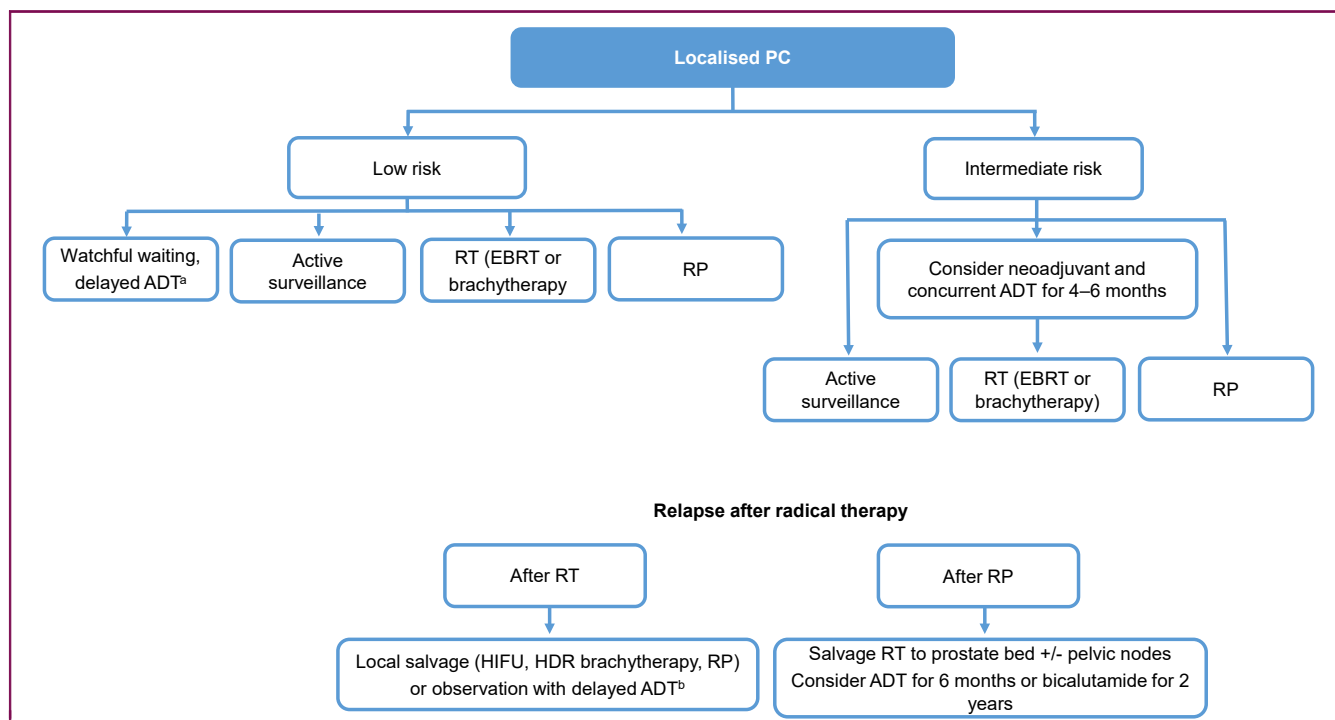 Localised PC
Low risk
Intermediate risk
Watchful waiting,
delayed ADTᵃ
Active
surveillance
RT (EBRT or
brachytherapy
RP
Consider neoadjuvant and
concurrent ADT for 4–6 months
Active
surveillance
RT (EBRT or
brachytherapy)
RP
Relapse after radical therapy
After RT
After RP
Local salvage (HIFU, HDR brachytherapy, RP)
or observation with delayed ADTᵇ
Salvage RT to prostate bed +/- pelvic nodes
Consider ADT for 6 months or bicalutamide for 2
years